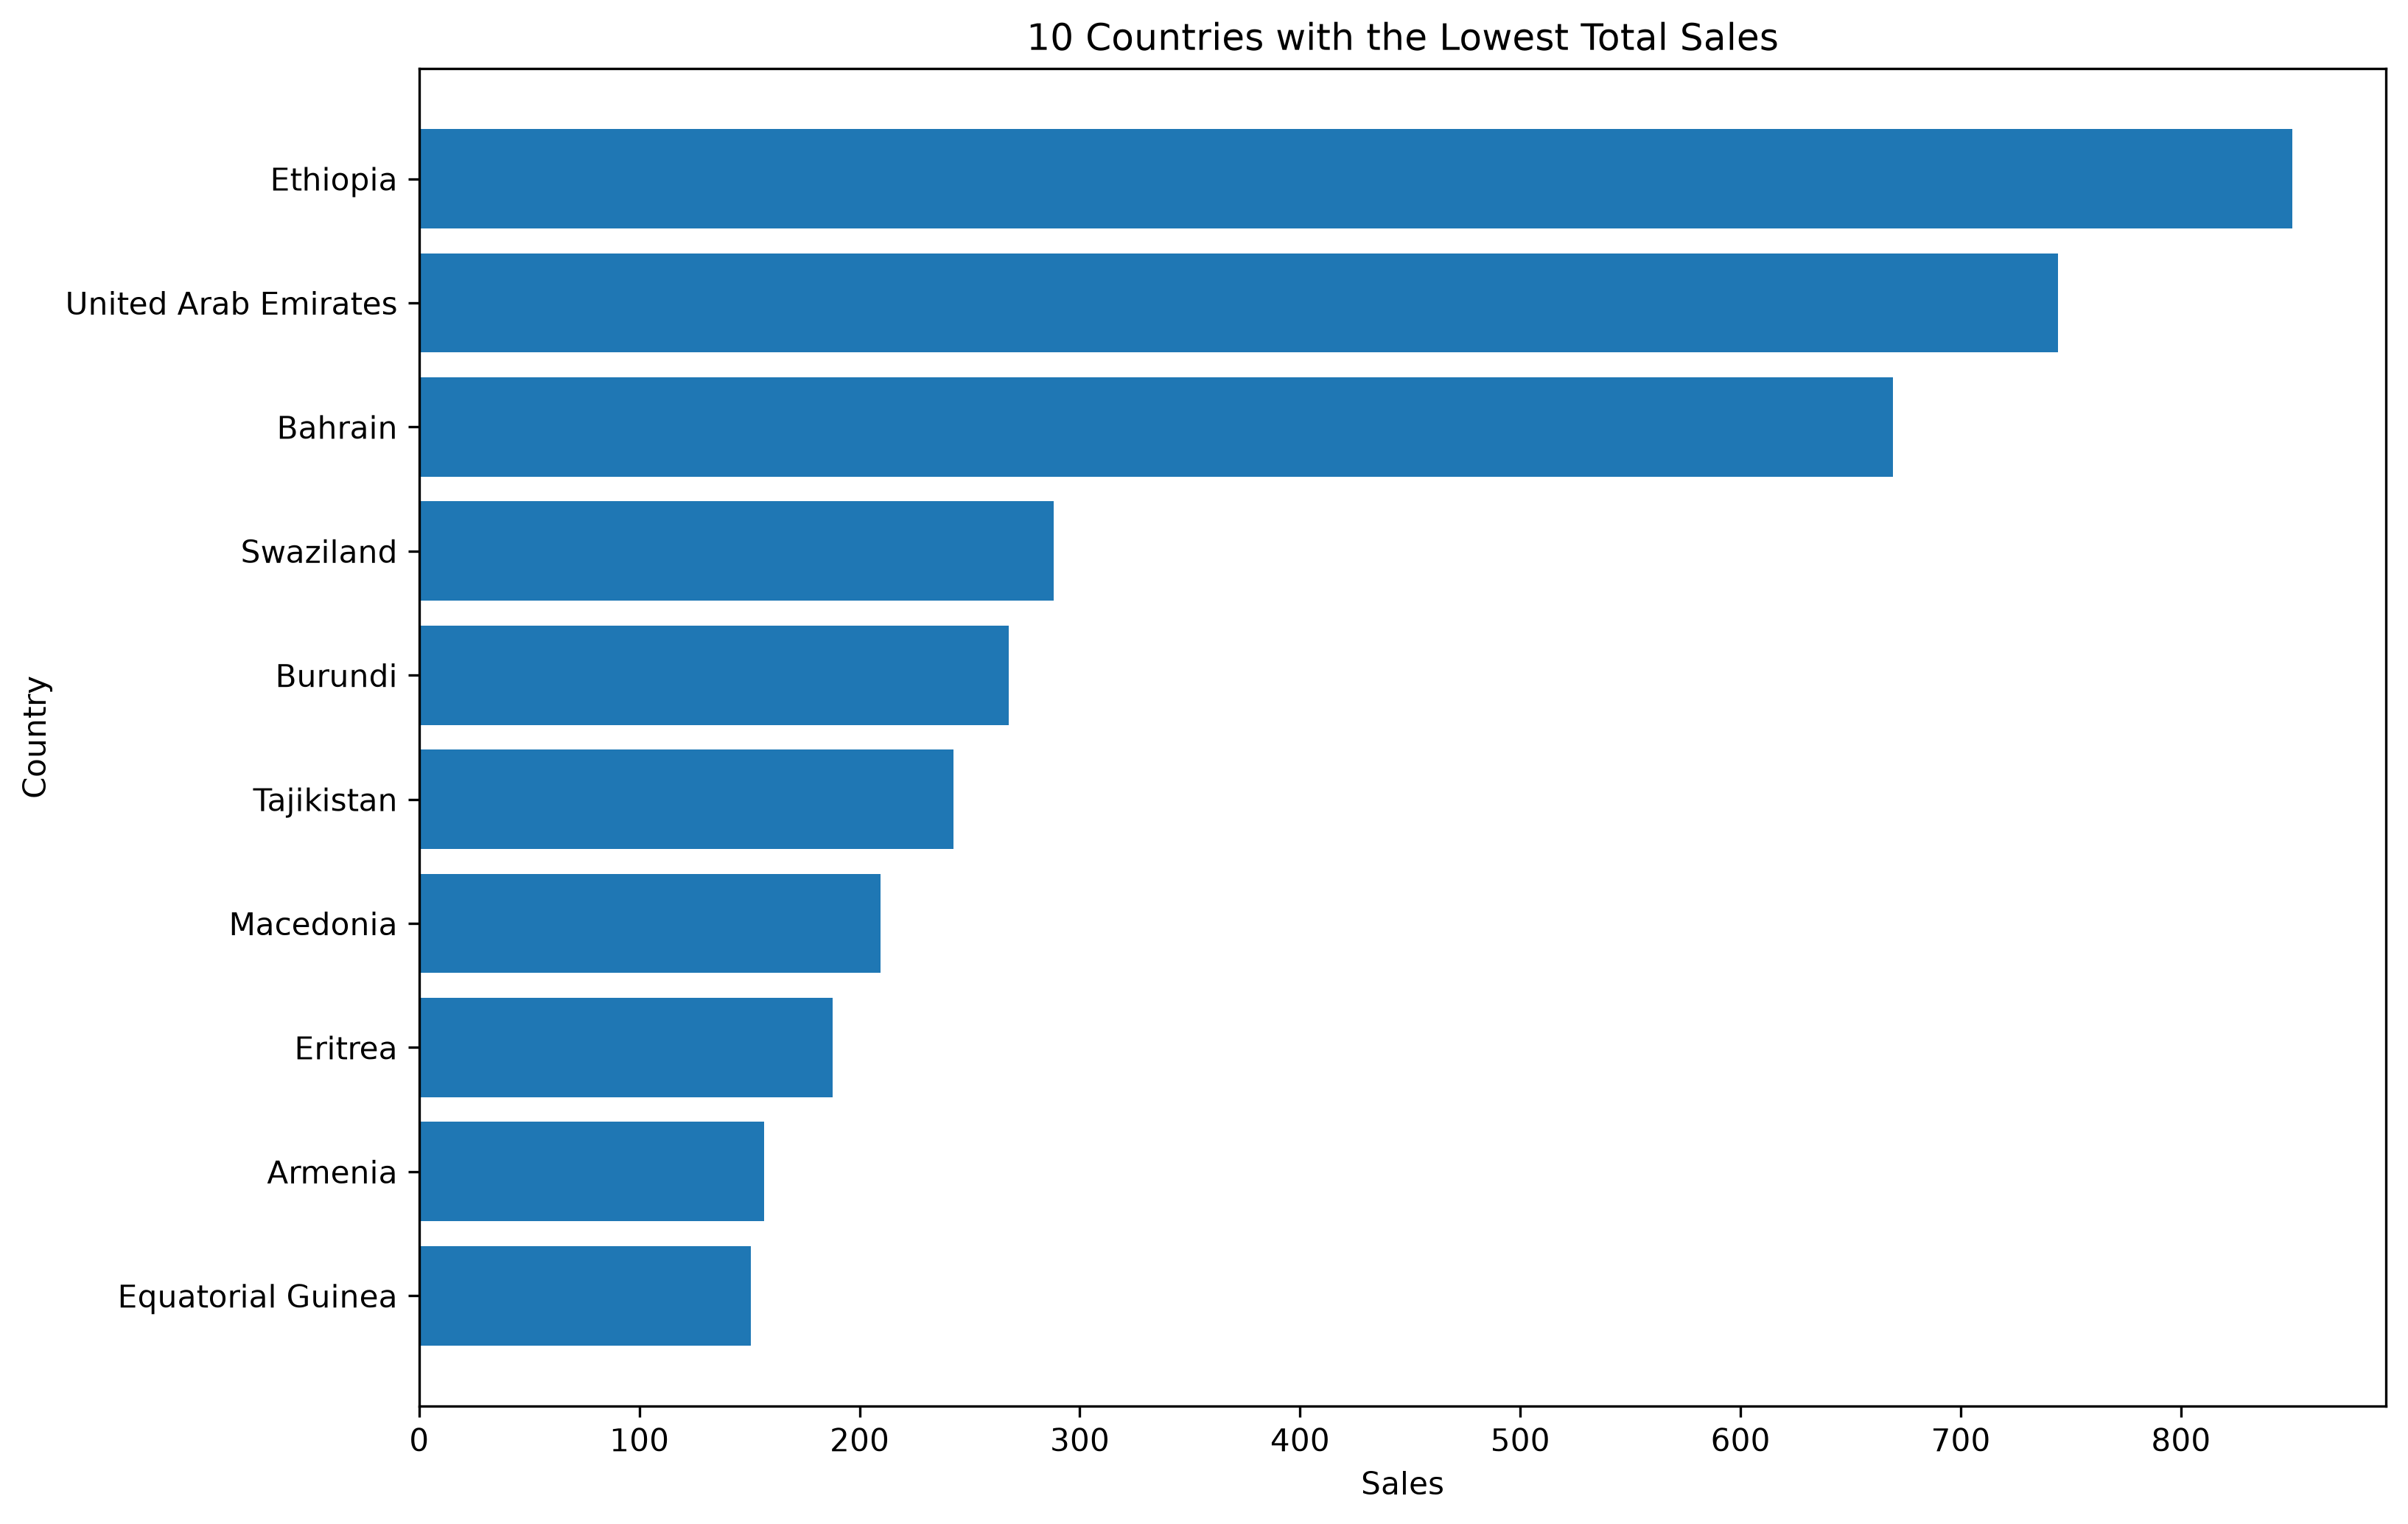 10 Countries with the Lowest Total Sales
Ethiopia
United Arab Emirates
Bahrain
Swaziland
Burundi
Tajikistan
Macedonia
Eritrea
Armenia
Equatorial Guinea
Country
0 100 200 300 400 500 600 700 800
Sales